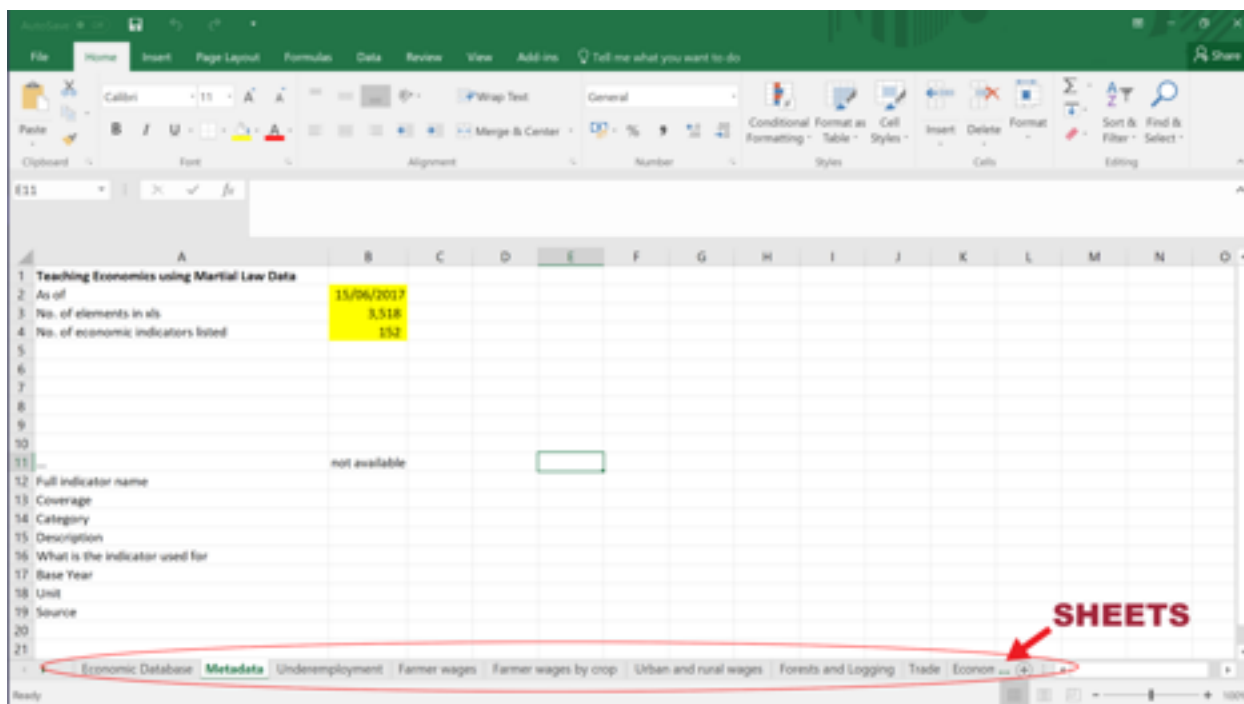 AutoSave
File Home Insert Page Layout Formulas Data Review View Add-ins Tell me what you want to do Share
Calibri 11 A A Wrap Text General
Paste B I U A Merge & Center % Conditional Formatting Format as Table Cell Styles Insert Delete Format Sort & Filter Find & Select
Clipboard Font Alignment Number Styles Cells Editing
E11 fx
A B C D E F G H I J K L M N O
1 Teaching Economics using Martial Law Data
2 As of 15/06/2017
3 No. of elements in xls 3,518
4 No. of economic indicators listed 152
5
6
7
8
9
10
11 ... not available
12 Full indicator name
13 Coverage
14 Category
15 Description
16 What is the indicator used for
17 Base Year
18 Unit
19 Source
SHEETS
20
21
Economic Database Metadata Underemployment Farmer wages Farmer wages by crop Urban and rural wages Forests and Logging Trade Econom ...
Ready 100%